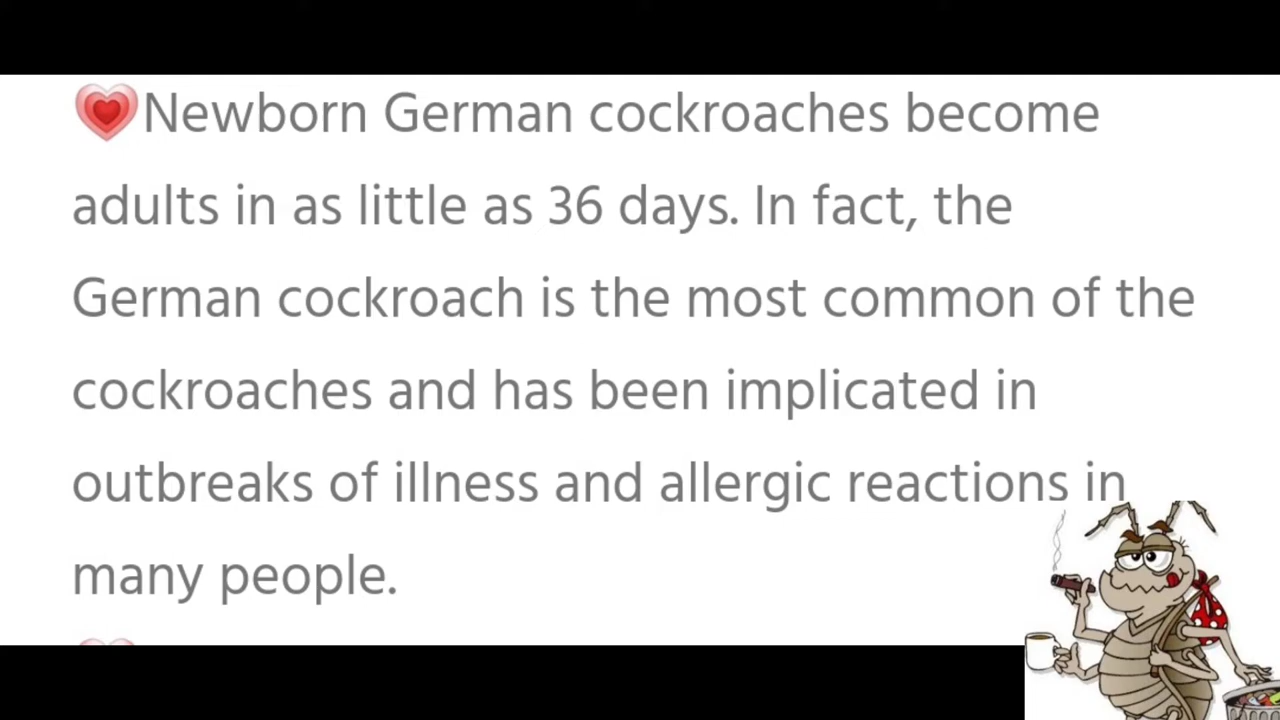 💗Newborn German cockroaches become
adults in as little as 36 days. In fact, the
German cockroach is the most common of the
cockroaches and has been implicated in
outbreaks of illness and allergic reactions in
many people.